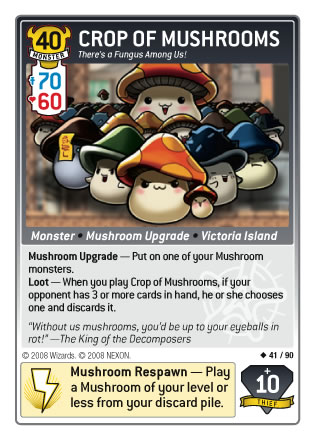 40
MONSTER
CROP OF MUSHROOMS
There's a Fungus Among Us!
70
60
Monster • Mushroom Upgrade • Victoria Island
Mushroom Upgrade — Put on one of your Mushroom
monsters.
Loot — When you play Crop of Mushrooms, if your
opponent has 3 or more cards in hand, he or she chooses
one and discards it.
"Without us mushrooms, you'd be up to your eyeballs in
rot!" —The King of the Decomposers
© 2008 Wizards. © 2008 NEXON.
◆ 41 / 90
Mushroom Respawn — Play
a Mushroom of your level or
less from your discard pile.
+
10
THIEF